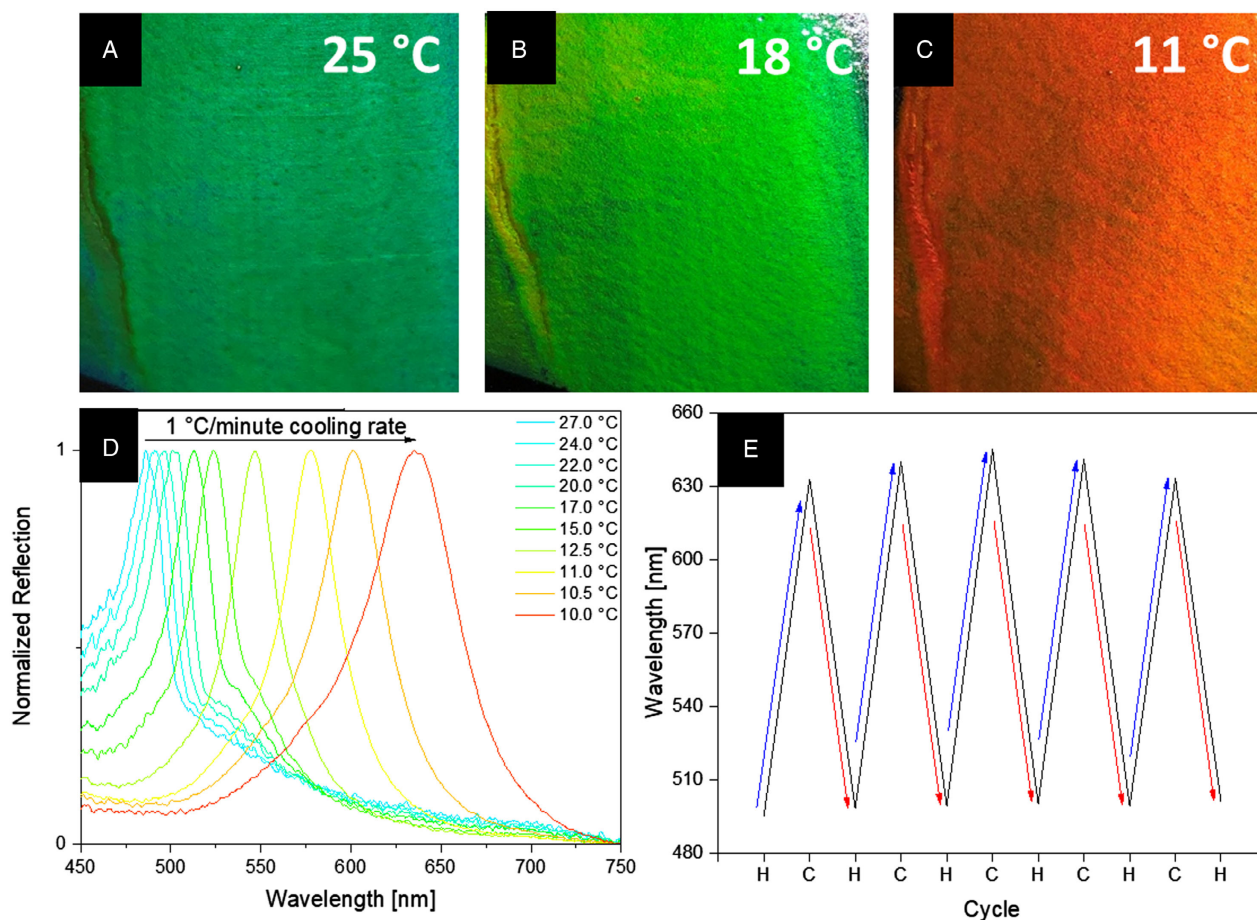 A
25 °C
B
18 °C
C
11 °C
D
1 °C/minute cooling rate
27.0 °C
24.0 °C
22.0 °C
20.0 °C
17.0 °C
15.0 °C
12.5 °C
11.0 °C
10.5 °C
10.0 °C
1
0
Normalized Reflection
450 500 550 600 650 700 750
Wavelength [nm]
E
660
630
600
570
540
510
480
Wavelength [nm]
H C H C H C H C H C H
Cycle